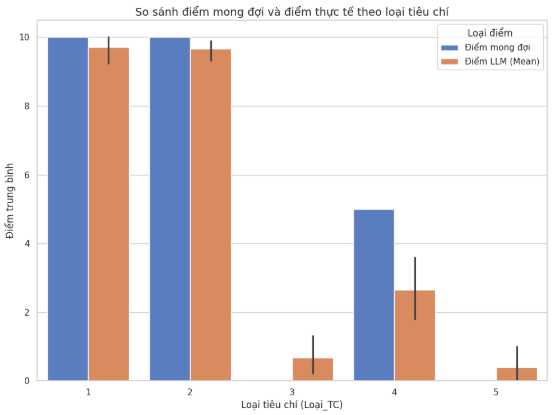 So sánh điểm mong đợi và điểm thực tế theo loại tiêu chí
Loại điểm
Điểm mong đợi
Điểm LLM (Mean)
Điểm trung bình
10
8
6
4
2
0
1 2 3 4 5
Loại tiêu chí (Loại_TC)